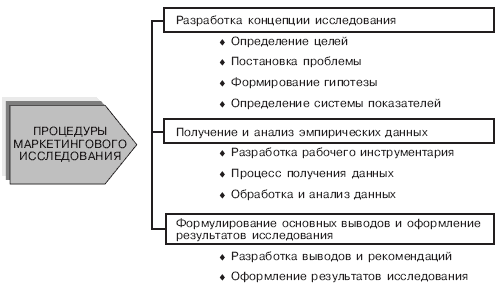 ПРОЦЕДУРЫ
МАРКЕТИНГОВОГО
ИССЛЕДОВАНИЯ
Разработка концепции исследования
♦ Определение целей
♦ Постановка проблемы
♦ Формирование гипотезы
♦ Определение системы показателей
Получение и анализ эмпирических данных
♦ Разработка рабочего инструментария
♦ Процесс получения данных
♦ Обработка и анализ данных
Формулирование основных выводов и оформление
результатов исследования
♦ Разработка выводов и рекомендаций
♦ Оформление результатов исследования